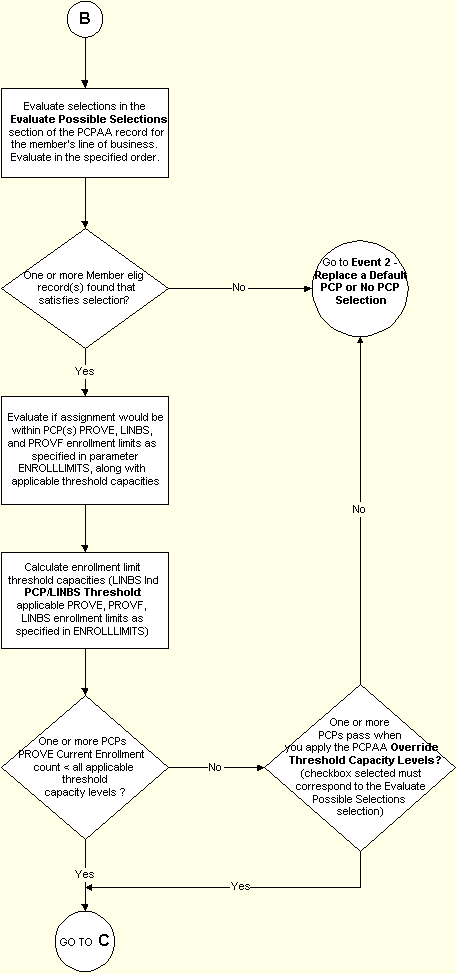 B
Evaluate selections in the
Evaluate Possible Selections
section of the PCPAA record for
the member's line of business.
Evaluate in the specified order.
One or more Member elig
record(s) found that
satisfies selection?
No
Go to Event 2 -
Replace a Default
PCP or No PCP
Selection
Yes
Evaluate if assignment would be
within PCP(s) PROVE, LINBS,
and PROVF enrollment limits as
specified in parameter
ENROLLLIMITS, along with
applicable threshold capacities
No
Calculate enrollment limit
threshold capacities (LINBS Ind
PCP/LINBS Threshold
applicable PROVE, PROVF,
LINBS enrollment limits as
specified in ENROLLLIMITS)
One or more PCPs
PROVE Current Enrollment
count < all applicable
threshold
capacity levels ?
No
One or more
PCPs pass when
you apply the PCPAA Override
Threshold Capacity Levels?
(checkbox selected must
correspond to the Evaluate
Possible Selections
selection)
Yes
Yes
GO TO C